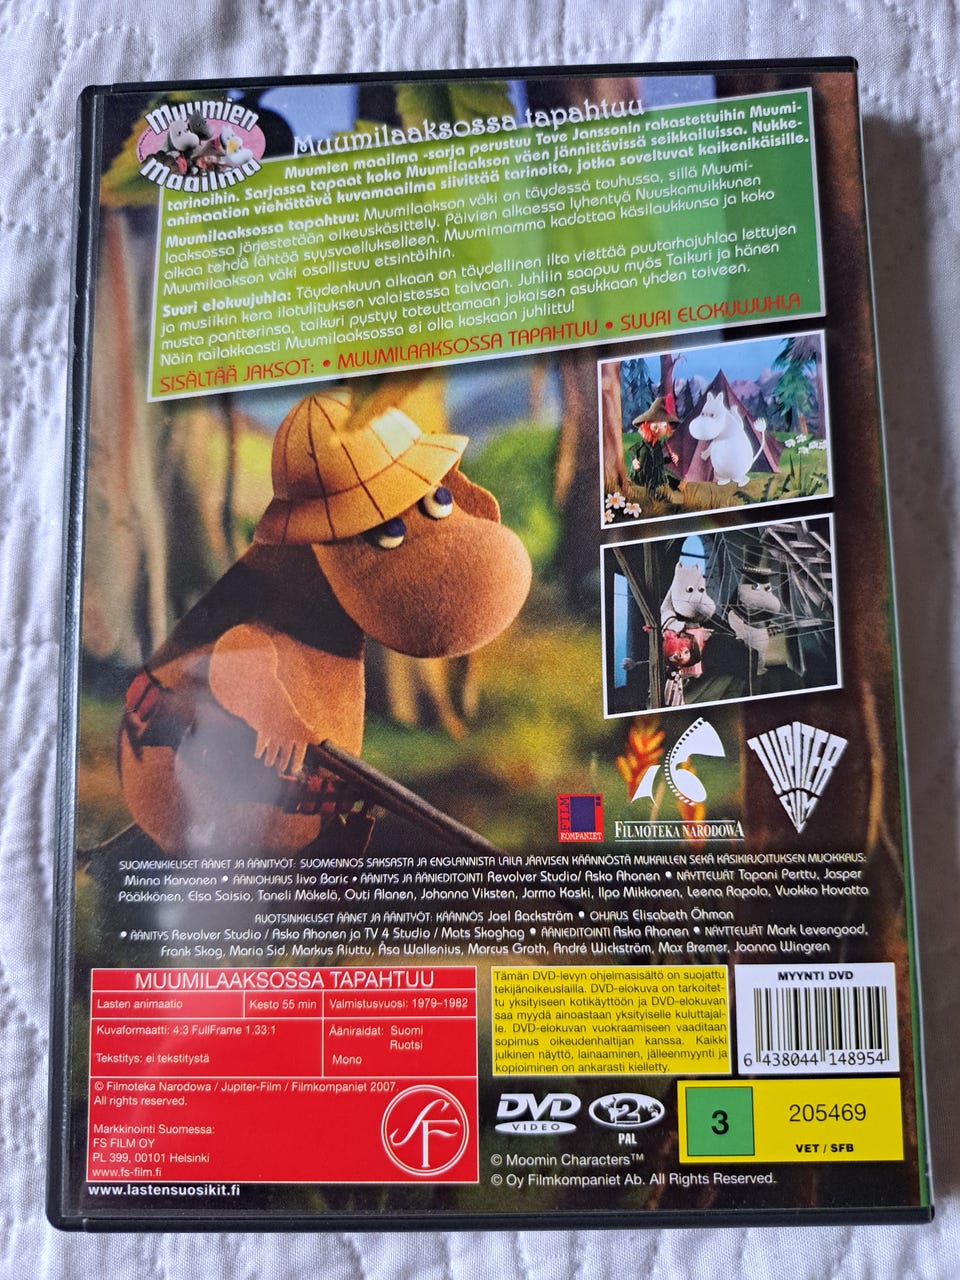 Muumien
maailma
Muumilaaksossa tapahtuu
Muumien maailma -sarja perustuu Tove Janssonin rakastettuihin Muumi-
tarinoihin. Sarjassa tapaat koko Muumilaakson väen jännittävissä seikkailuissa. Nukke-
animaation viehättävä kuvamaailma siivittää tarinoita, jotka soveltuvat kaikenikäisille.
Muumilaaksossa tapahtuu: Muumilaakson väki on täydessä touhussa, sillä Muumi-
laaksossa järjestetään oikeuskäsittely. Päivien alkaessa lyhentyä Nuuskamuikkunen
alkaa tehdä lähtöä syysvaellukselleen. Muumimamma kadottaa käsilaukkunsa ja koko
Muumilaakson väki osallistuu etsintöihin.
Suuri elokuujuhla: Täydenkuun aikaan on täydellinen ilta viettää puutarhajuhlaa lettujen
ja musiikin kera ilotulituksen valaistessa taivaan. Juhliin saapuu myös Taikuri ja hänen
musta pantterinsa, taikuri pystyy toteuttamaan jokaisen asukkaan yhden toiveen.
Näin railakkaasti Muumilaaksossa ei olla koskaan juhlittu!
SISÄLTÄÄ JAKSOT: • MUUMILAAKSOSSA TAPAHTUU • SUURI ELOKUUJUHLA
JUPITER
FILM
FILM
KOMPANIET
FILMOTEKA NARODOWA
SUOMENKIELISET ÄÄNET JA ÄÄNITYÖT: SUOMENNOS SAKSASTA JA ENGLANNISTA LAILA JÄRVISEN KÄÄNNÖSTÄ MUKAILLEN SEKÄ KÄSIKIRJOITUKSEN MUOKKAUS:
Minna Karvonen • ÄÄNIOHJAUS Iivo Baric • ÄÄNITYS JA ÄÄNIEDITOINTI Revolver Studio/ Asko Ahonen • NÄYTTELIJÄT Tapani Perttu, Jasper
Pääkkönen, Elsa Saisio, Taneli Mäkelä, Outi Alanen, Johanna Viksten, Jarmo Koski, Ilpo Mikkonen, Leena Rapola, Vuokko Hovatta
RUOTSINKIELISET ÄÄNET JA ÄÄNITYÖT: KÄÄNNÖS Joel Backström • OHJAUS Elisabeth Öhman
• ÄÄNITYS Revolver Studio / Asko Ahonen ja TV 4 Studio / Mats Skoghag • ÄÄNIEDITOINTI Asko Ahonen • NÄYTTELIJÄT Mark Levengood,
Frank Skog, Maria Sid, Markus Riuttu, Åsa Wallenius, Marcus Groth, André Wickström, Max Bremer, Joanna Wingren
MUUMILAAKSOSSA TAPAHTUU
Lasten animaatio Kesto 55 min Valmistusvuosi: 1979–1982
Kuvaformaatti: 4:3 FullFrame 1.33:1 Ääniraidat: Suomi
Ruotsi
Tekstitys: ei tekstitystä Mono
© Filmoteka Narodowa / Jupiter-Film / Filmkompaniet 2007.
All rights reserved.
Markkinointi Suomessa:
FS FILM OY
PL 399, 00101 Helsinki
www.fs-film.fi
SF
www.lastensuosikit.fi
Tämän DVD-levyn ohjelmasisältö on suojattu
tekijänoikeuslailla. DVD-elokuva on tarkoitet-
tu yksityiseen kotikäyttöön ja DVD-elokuvan
saa myydä ainoastaan yksityiselle kuluttajal-
le. DVD-elokuvan vuokraamiseen vaaditaan
sopimus oikeudenhaltijan kanssa. Kaikki
julkinen näyttö, lainaaminen, jälleenmyynti ja
kopioiminen on ankarasti kielletty.
MYYNTI DVD
6 438044 148954
DVD
VIDEO
2
PAL
3
205469
VET / SFB
© Moomin Characters™
© Oy Filmkompaniet Ab. All Rights Reserved.